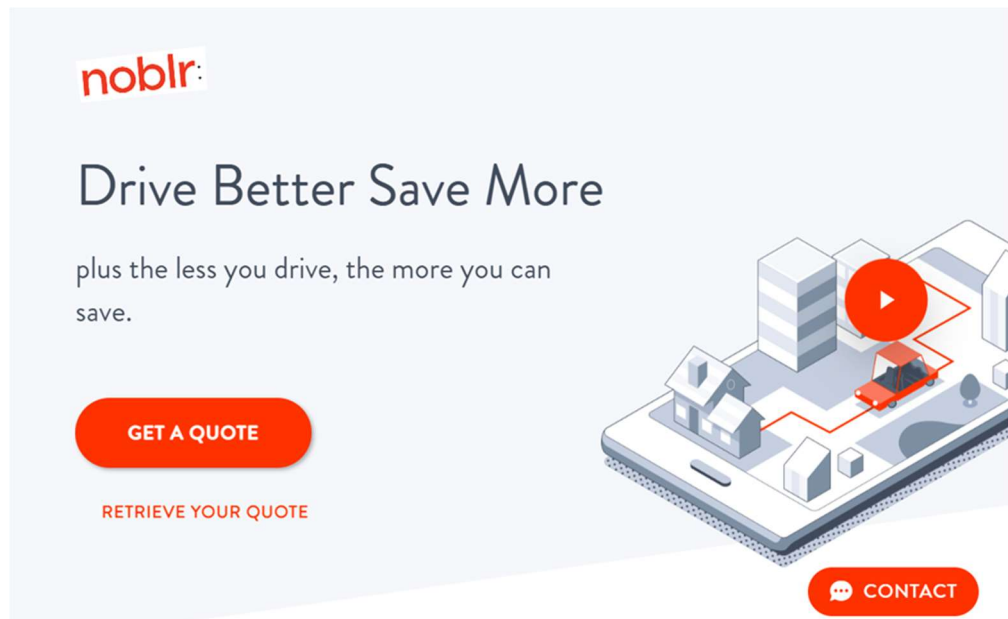 noblr:
Drive Better Save More
plus the less you drive, the more you can
save.
GET A QUOTE
RETRIEVE YOUR QUOTE
CONTACT